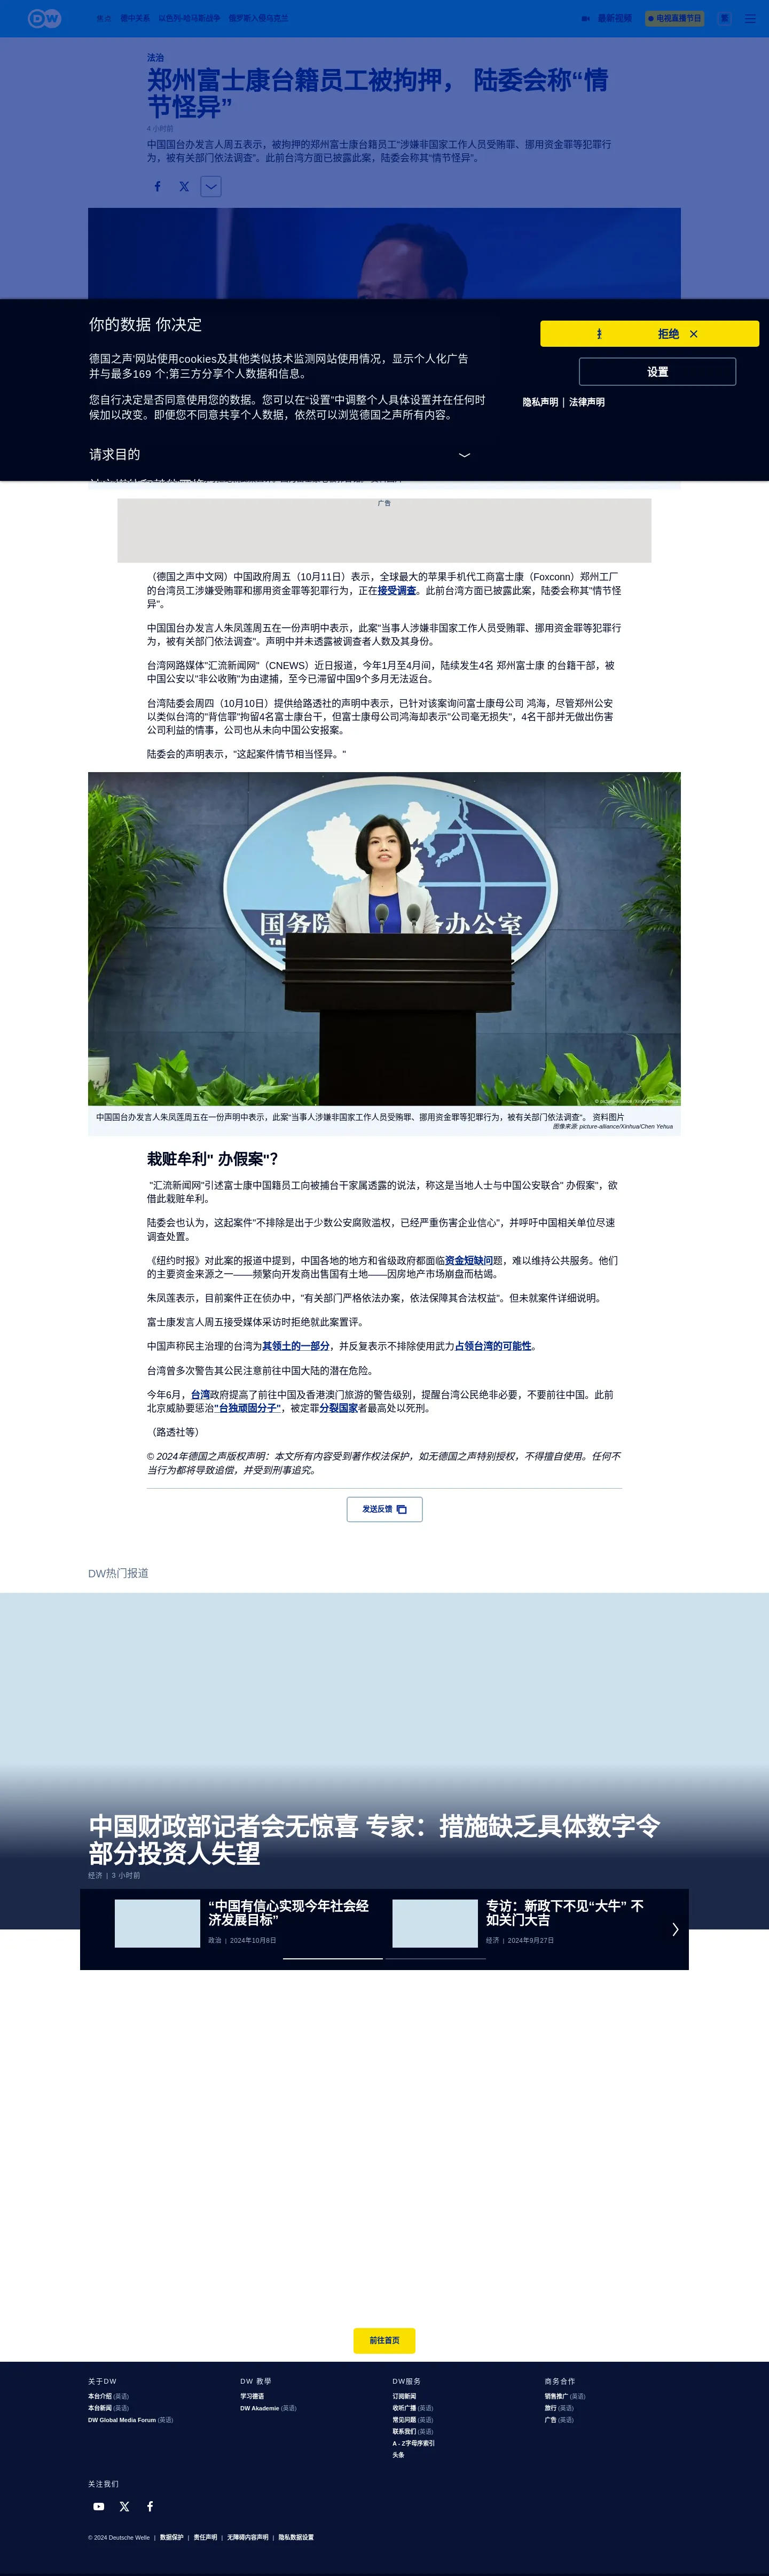 DW
焦点 德中关系 以色列-哈马斯战争 俄罗斯入侵乌克兰
最新视频
电视直播节目
繁
法治
郑州富士康台籍员工被拘押， 陆委会称“情
节怪异”
4 小时前
中国国台办发言人周五表示，被拘押的郑州富士康台籍员工"涉嫌非国家工作人员受贿罪、挪用资金罪等犯罪行
为，被有关部门依法调查"。此前台湾方面已披露此案，陆委会称其“情节怪异”。
你的数据 你决定
拒绝
德国之声'网站使用cookies及其他类似技术监测网站使用情况，显示个人化广告
并与最多169 个;第三方分享个人数据和信息。
设置
您自行决定是否同意使用您的数据。您可以在“设置”中调整个人具体设置并在任何时
候加以改变。即便您不同意共享个人数据，依然可以浏览德国之声所有内容。
隐私声明 | 法律声明
请求目的
广告
（德国之声中文网）中国政府周五（10月11日）表示，全球最大的苹果手机代工商富士康（Foxconn）郑州工厂
的台湾员工涉嫌受贿罪和挪用资金罪等犯罪行为，正在接受调查。此前台湾方面已披露此案，陆委会称其"情节怪
异"。
中国国台办发言人朱凤莲周五在一份声明中表示，此案"当事人涉嫌非国家工作人员受贿罪、挪用资金罪等犯罪行
为，被有关部门依法调查"。声明中并未透露被调查者人数及其身份。
台湾网路媒体"汇流新闻网"（CNEWS）近日报道，今年1月至4月间，陆续发生4名 郑州富士康 的台籍干部，被
中国公安以"非公收贿"为由逮捕，至今已滞留中国9个多月无法返台。
台湾陆委会周四（10月10日）提供给路透社的声明中表示，已针对该案询问富士康母公司 鸿海，尽管郑州公安
以类似台湾的"背信罪"拘留4名富士康台干，但富士康母公司鸿海却表示"公司毫无损失"，4名干部并无做出伤害
公司利益的情事，公司也从未向中国公安报案。
陆委会的声明表示，"这起案件情节相当怪异。"
国务院 务办公室
© picture-alliance/Xinhua/Chen Yehua
中国国台办发言人朱凤莲周五在一份声明中表示，此案"当事人涉嫌非国家工作人员受贿罪、挪用资金罪等犯罪行为，被有关部门依法调查"。 资料图片
图像来源: picture-alliance/Xinhua/Chen Yehua
栽赃牟利" 办假案"？
"汇流新闻网"引述富士康中国籍员工向被捕台干家属透露的说法，称这是当地人士与中国公安联合" 办假案"，欲
借此栽赃牟利。
陆委会也认为，这起案件"不排除是出于少数公安腐败滥权，已经严重伤害企业信心"，并呼吁中国相关单位尽速
调查处置。
《纽约时报》对此案的报道中提到，中国各地的地方和省级政府都面临资金短缺问题，难以维持公共服务。他们
的主要资金来源之一——频繁向开发商出售国有土地——因房地产市场崩盘而枯竭。
朱凤莲表示，目前案件正在侦办中，"有关部门严格依法办案，依法保障其合法权益"。但未就案件详细说明。
富士康发言人周五接受媒体采访时拒绝就此案置评。
中国声称民主治理的台湾为其领土的一部分，并反复表示不排除使用武力占领台湾的可能性。
台湾曾多次警告其公民注意前往中国大陆的潜在危险。
今年6月，台湾政府提高了前往中国及香港澳门旅游的警告级别，提醒台湾公民绝非必要，不要前往中国。此前
北京威胁要惩治"台独顽固分子"，被定罪分裂国家者最高处以死刑。
（路透社等）
© 2024年德国之声版权声明：本文所有内容受到著作权法保护，如无德国之声特别授权，不得擅自使用。任何不
当行为都将导致追偿，并受到刑事追究。
发送反馈
DW热门报道
中国财政部记者会无惊喜 专家：措施缺乏具体数字令
部分投资人失望
经济 | 3 小时前
“中国有信心实现今年社会经
济发展目标”
政治 | 2024年10月8日
专访：新政下不见“大牛” 不
如关门大吉
经济 | 2024年9月27日
前往首页
关于DW
本台介绍 (英语)
本台新闻 (英语)
DW Global Media Forum (英语)
DW 教學
学习德语
DW Akademie (英语)
DW服务
订阅新闻
收听广播 (英语)
常见问题 (英语)
联系我们 (英语)
A - Z字母序索引
头条
商务合作
销售推广 (英语)
旅行 (英语)
广告 (英语)
关注我们
© 2024 Deutsche Welle | 数据保护 | 责任声明 | 无障碍内容声明 | 隐私数据设置